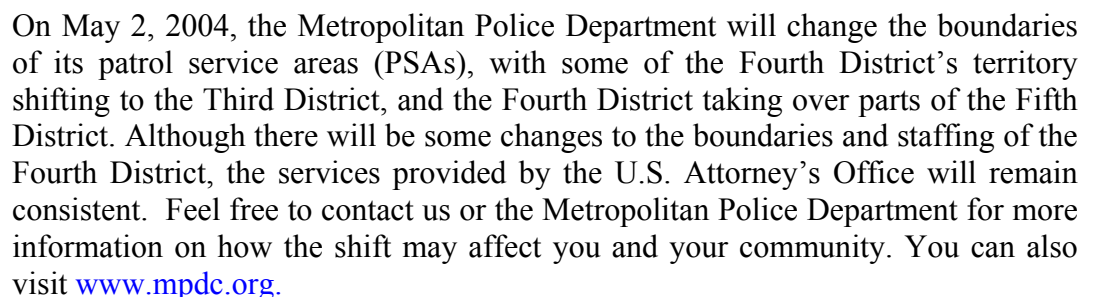 On May 2, 2004, the Metropolitan Police Department will change the boundaries
of its patrol service areas (PSAs), with some of the Fourth District’s territory
shifting to the Third District, and the Fourth District taking over parts of the Fifth
District. Although there will be some changes to the boundaries and staffing of the
Fourth District, the services provided by the U.S. Attorney’s Office will remain
consistent.  Feel free to contact us or the Metropolitan Police Department for more
information on how the shift may affect you and your community. You can also
visit www.mpdc.org.